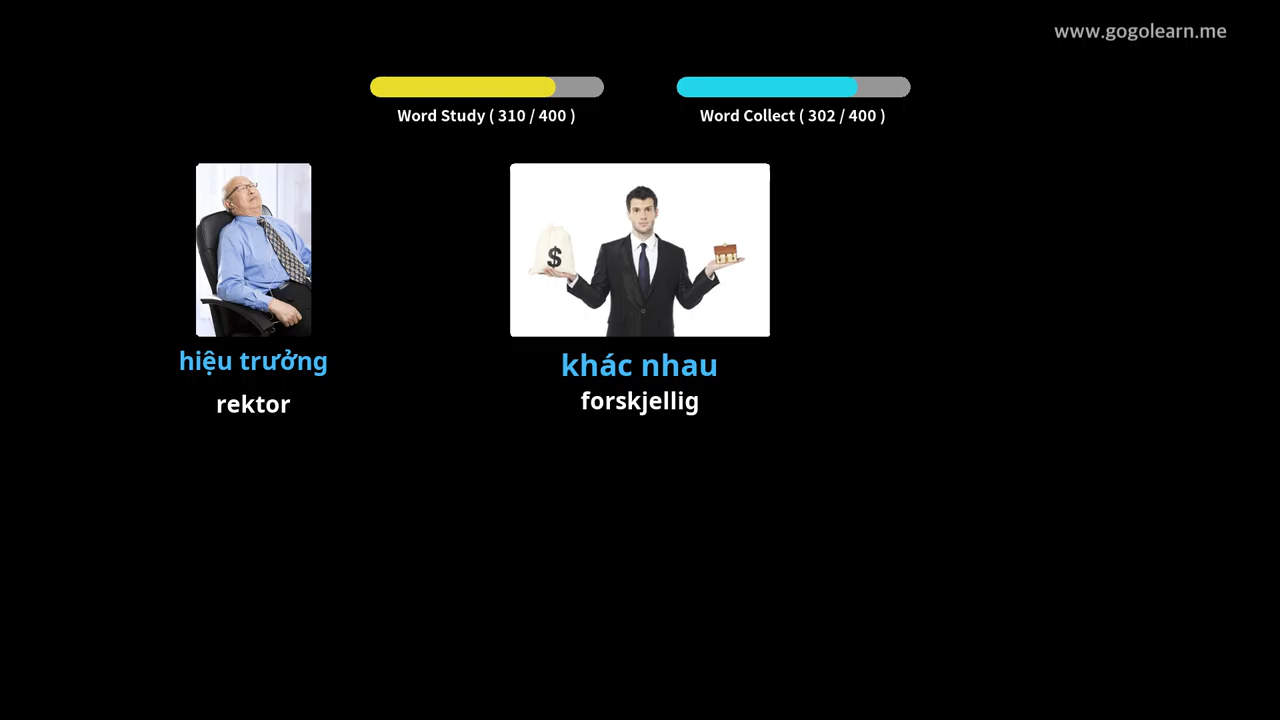 www.gogolearn.me
Word Study ( 310 / 400 )
Word Collect ( 302 / 400 )
$
hiệu trưởng
rektor
khác nhau
forskjellig